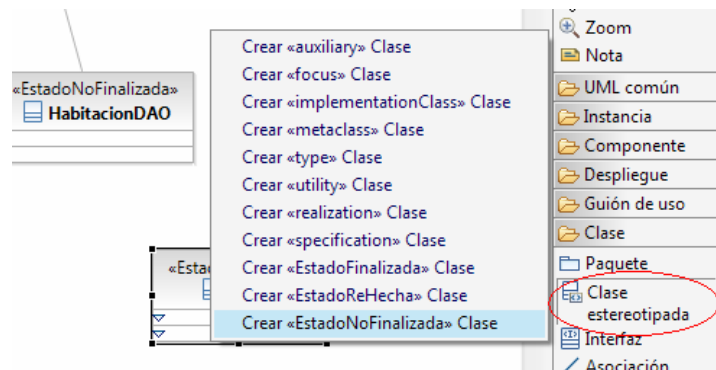 «EstadoNoFinalizada»
HabitacionDAO
Crear «auxiliary» Clase
Crear «focus» Clase
Crear «implementationClass» Clase
Crear «metaclass» Clase
Crear «type» Clase
Crear «utility» Clase
Crear «realization» Clase
Crear «specification» Clase
Crear «EstadoFinalizada» Clase
Crear «EstadoReHecha» Clase
Crear «EstadoNoFinalizada» Clase
«Esta
Zoom
Nota
UML común
Instancia
Componente
Despliegue
Guión de uso
Clase
Paquete
Clase
estereotipada
Interfaz
Asociación